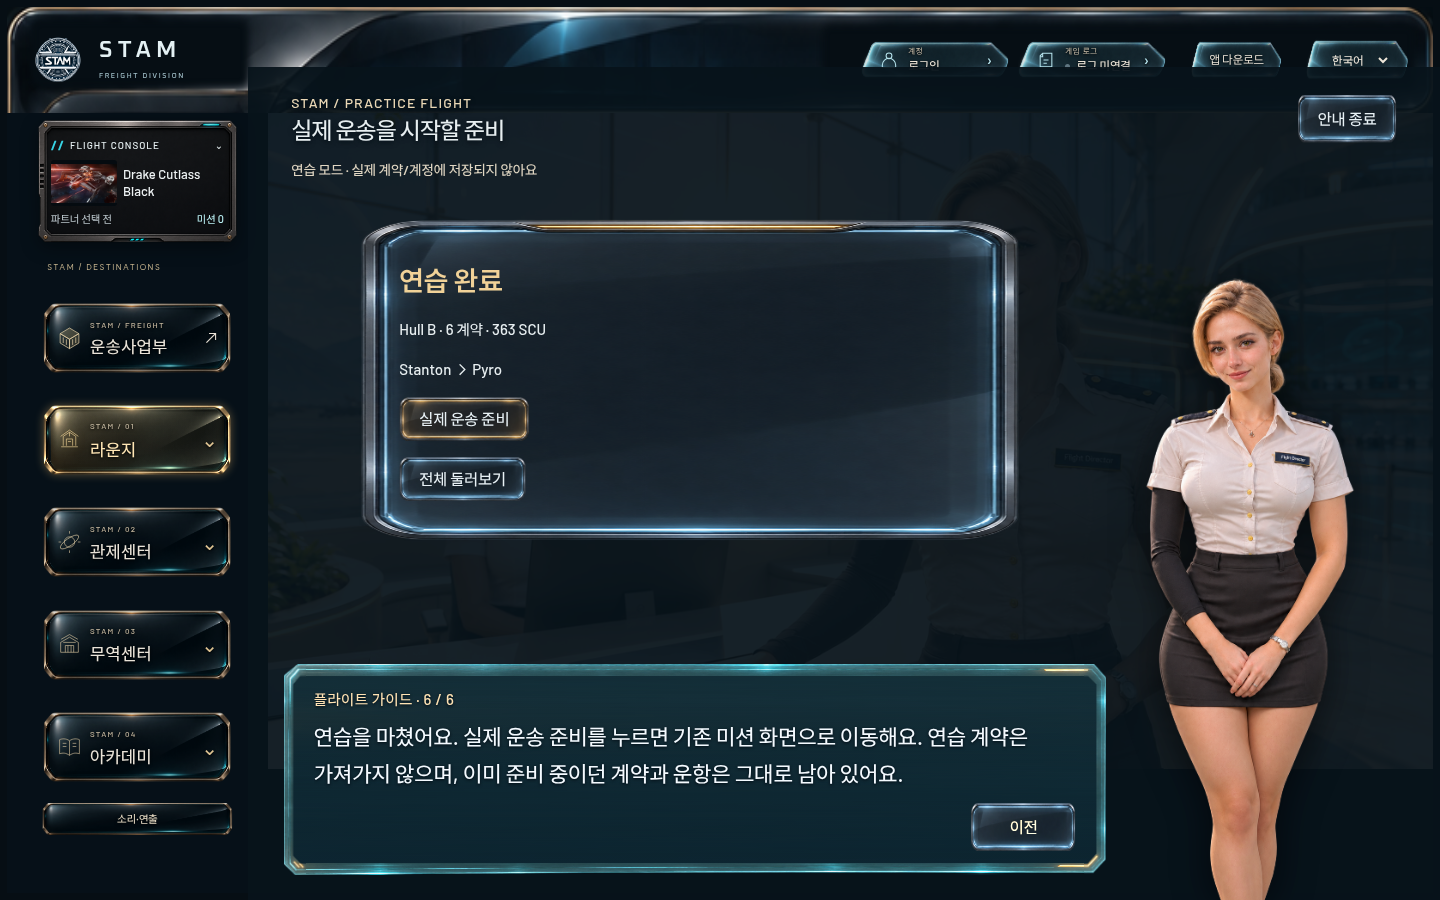 STAM
STAM
FREIGHT DIVISION
계정
로그인
게임 로그
로그 미연결
앱 다운로드
한국어
// FLIGHT CONSOLE
Drake Cutlass
Black
파트너 선택 전
미션 0
STAM / DESTINATIONS
STAM / FREIGHT
운송사업부
STAM / 01
라운지
STAM / 02
관제센터
STAM / 03
무역센터
STAM / 04
아카데미
소리·연출
STAM / PRACTICE FLIGHT
실제 운송을 시작할 준비
연습 모드 · 실제 계약/계정에 저장되지 않아요
안내 종료
연습 완료
Hull B · 6 계약 · 363 SCU
Stanton > Pyro
실제 운송 준비
전체 둘러보기
Flight Director
플라이트 가이드 · 6 / 6
연습을 마쳤어요. 실제 운송 준비를 누르면 기존 미션 화면으로 이동해요. 연습 계약은
가져가지 않으며, 이미 준비 중이던 계약과 운항은 그대로 남아 있어요.
이전